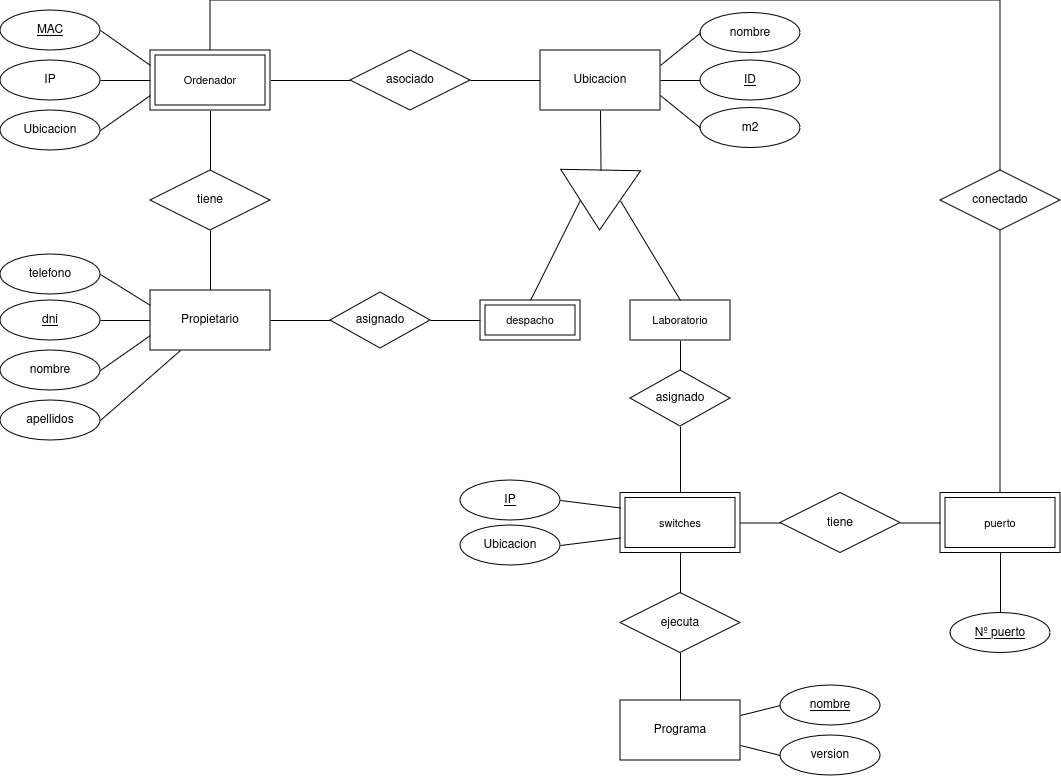 MAC
nombre
IP
Ordenador
asociado
Ubicacion
ID
Ubicacion
m2
tiene
conectado
telefono
dni
Propietario
asignado
despacho
Laboratorio
nombre
asignado
apellidos
IP
switches
tiene
puerto
Ubicacion
ejecuta
Nº puerto
nombre
Programa
version